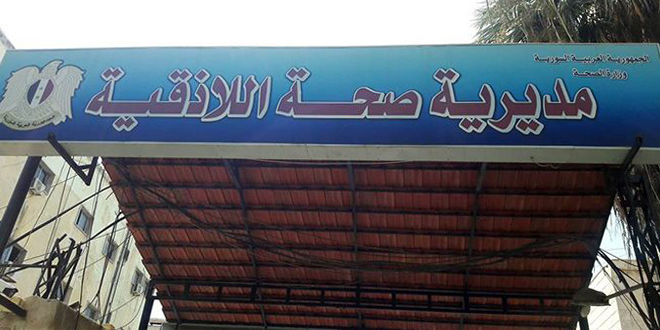 الجمهورية العربية السورية
وزارة الصحة
مديرية صحة اللاذقية